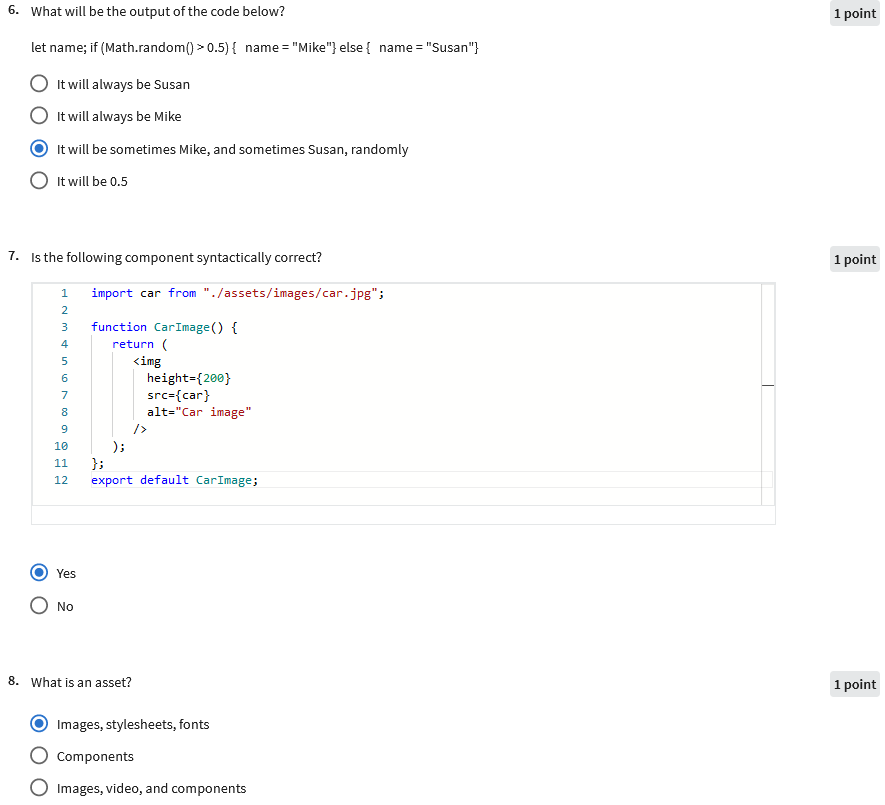 6. What will be the output of the code below?
1 point
let name; if (Math.random() > 0.5) {  name = "Mike"} else {  name = "Susan"}
It will always be Susan
It will always be Mike
It will be sometimes Mike, and sometimes Susan, randomly
It will be 0.5
7. Is the following component syntactically correct?
1 point
1 import car from "./assets/images/car.jpg";
2
3 function CarImage() {
4 return (
5 <img
6 height={200}
7 src={car}
8 alt="Car image"
9 />
10 );
11 };
12 export default CarImage;
Yes
No
8. What is an asset?
1 point
Images, stylesheets, fonts
Components
Images, video, and components